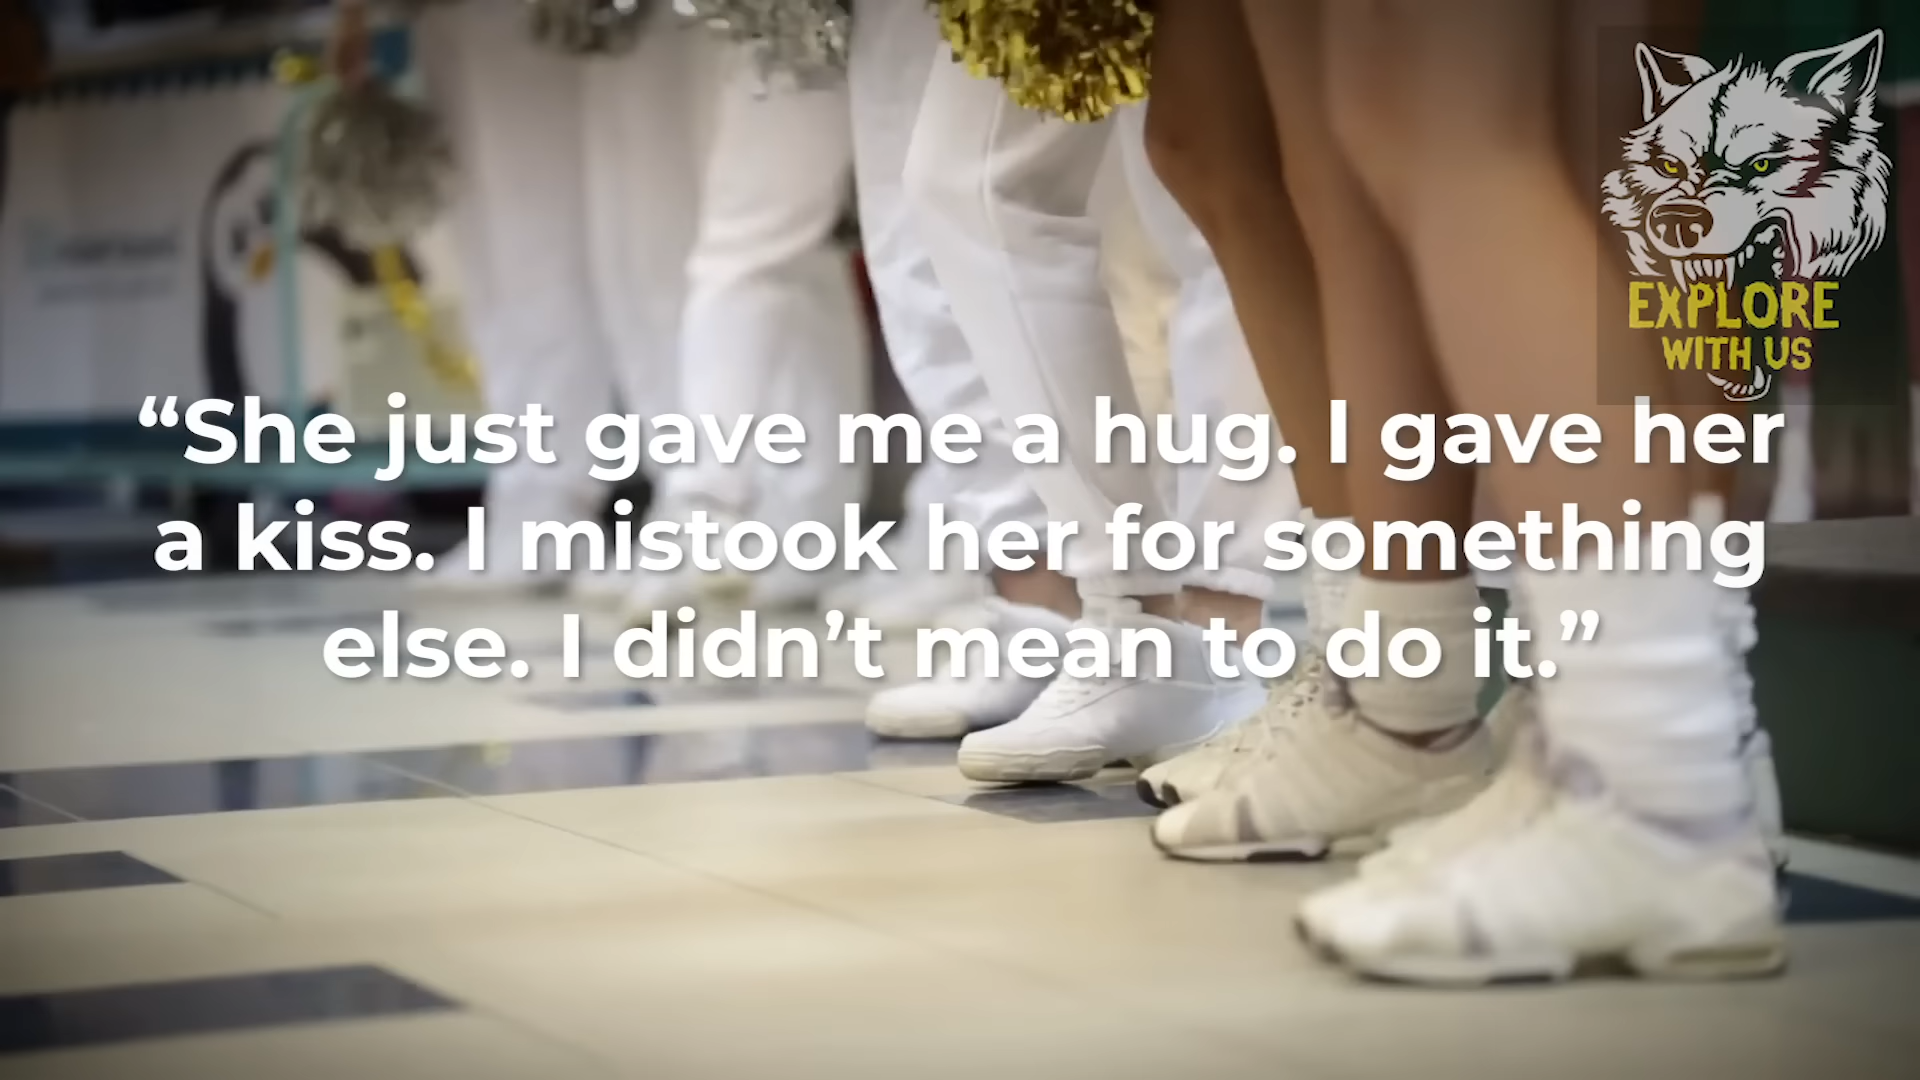 EXPLORE
WITH US
“She just gave me a hug. I gave her
a kiss. I mistook her for something
else. I didn’t mean to do it.”